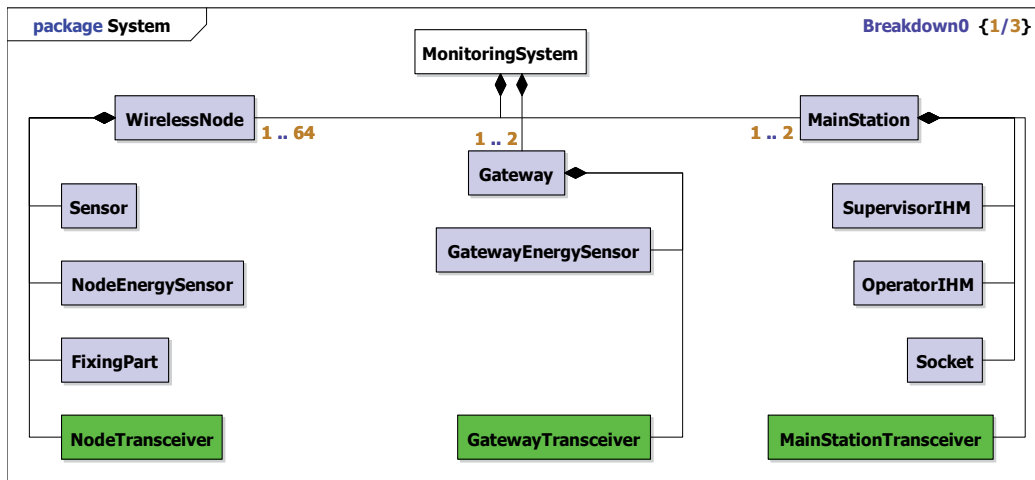 package System
Breakdown0 {1/3}
MonitoringSystem
WirelessNode
MainStation
1 .. 64
1 .. 2
1 .. 2
Gateway
Sensor
SupervisorIHM
GatewayEnergySensor
NodeEnergySensor
OperatorIHM
FixingPart
Socket
NodeTransceiver
GatewayTransceiver
MainStationTransceiver